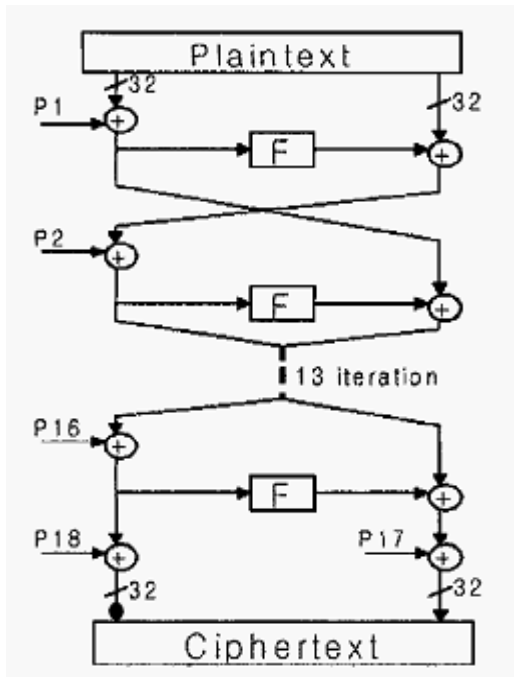 Plaintext
32
32
P1
F
P2
F
13 iteration
P16
F
P18
P17
32
32
Ciphertext